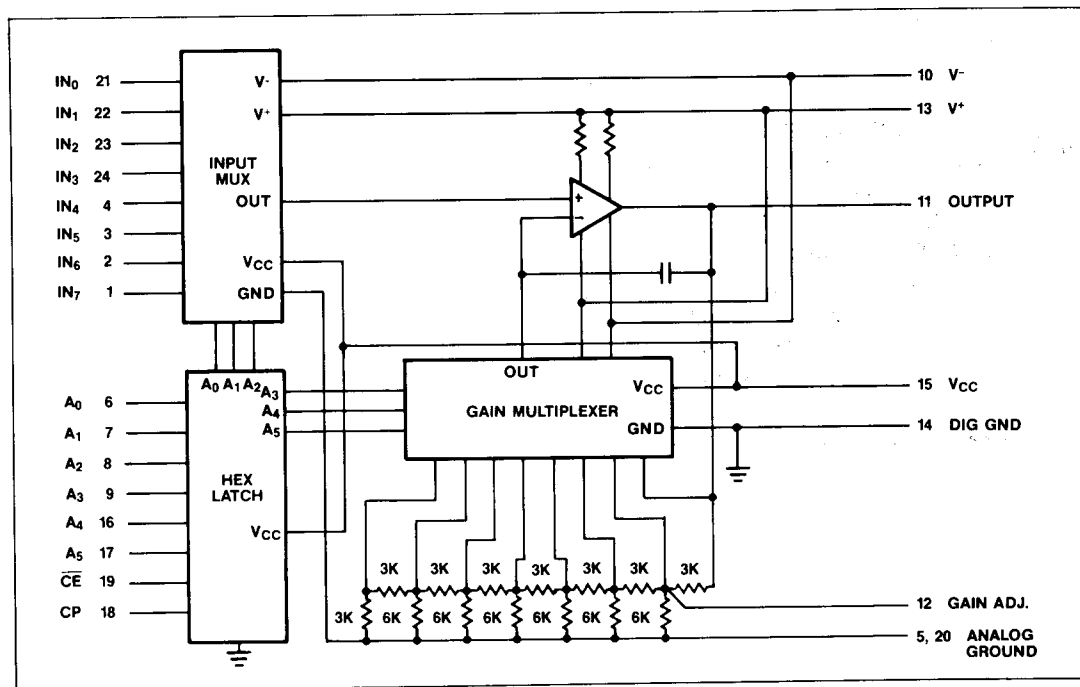 IN0 21
IN1 22
IN2 23
IN3 24
IN4 4
IN5 3
IN6 2
IN7 1
INPUT
MUX
V-
V+
OUT
VCC
GND
10 V-
13 V+
+
−
11 OUTPUT
A0 A1 A2
A3
A4
A5
A0 6
A1 7
A2 8
A3 9
A4 16
A5 17
C̅E̅ 19
CP 18
HEX
LATCH
VCC
OUT
GAIN MULTIPLEXER
VCC
GND
15 VCC
14 DIG GND
3K 3K 3K 3K 3K 3K 3K
3K 6K 6K 6K 6K 6K 6K
12 GAIN ADJ.
5, 20 ANALOG
GROUND